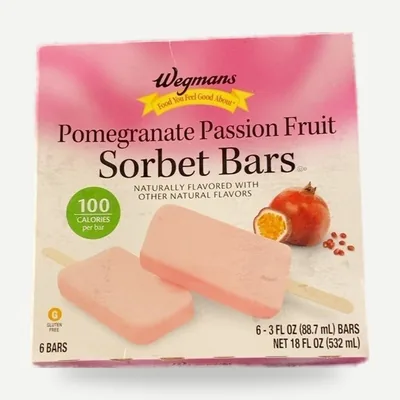 Wegmans
Food You Feel Good About
Pomegranate Passion Fruit
Sorbet Bars
NATURALLY FLAVORED WITH
OTHER NATURAL FLAVORS
100
CALORIES
per bar
G
GLUTEN
FREE
6 BARS
6 - 3 FL OZ (88.7 mL) BARS
NET 18 FL OZ (532 mL)